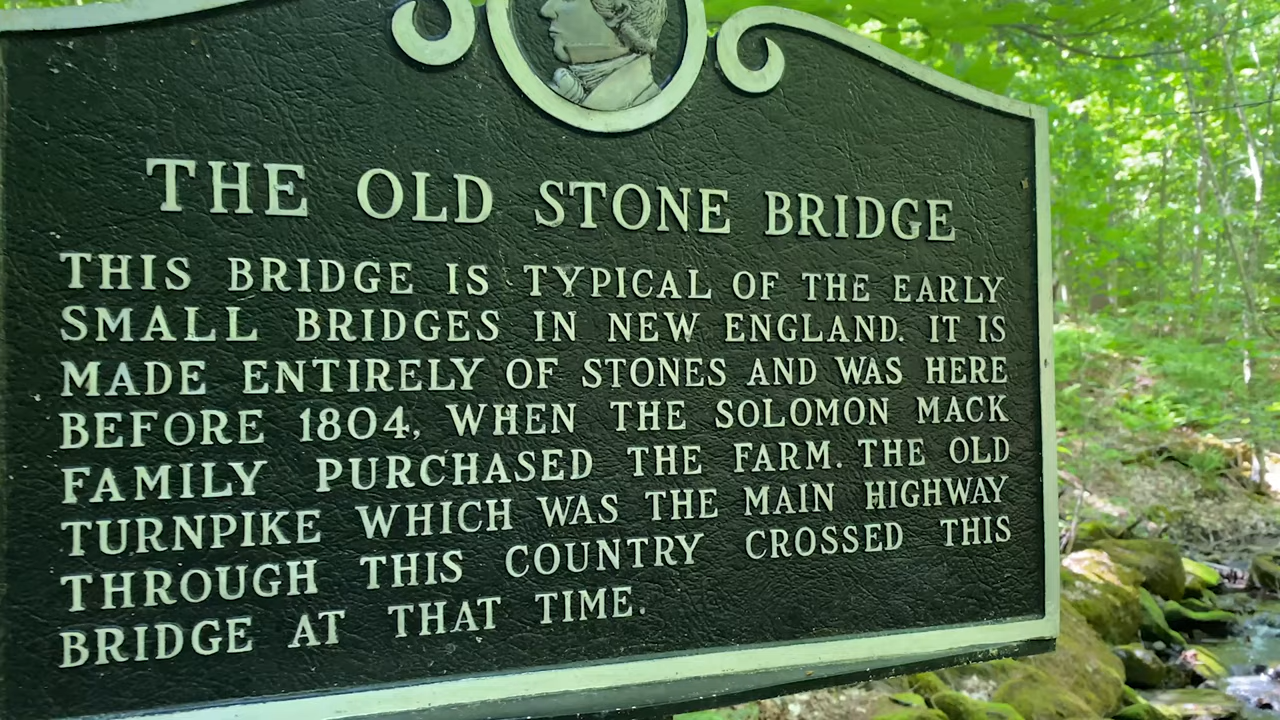 THE OLD STONE BRIDGE
THIS BRIDGE IS TYPICAL OF THE EARLY
SMALL BRIDGES IN NEW ENGLAND. IT IS
MADE ENTIRELY OF STONES AND WAS HERE
BEFORE 1804, WHEN THE SOLOMON MACK
FAMILY PURCHASED THE FARM. THE OLD
TURNPIKE WHICH WAS THE MAIN HIGHWAY
THROUGH THIS COUNTRY CROSSED THIS
BRIDGE AT THAT TIME.